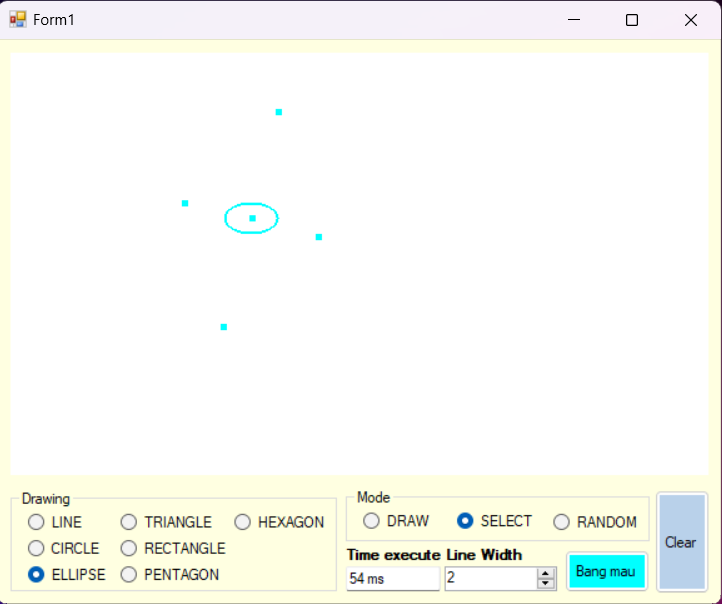 Form1
Drawing
LINE TRIANGLE HEXAGON
CIRCLE RECTANGLE
ELLIPSE PENTAGON
Mode
DRAW SELECT RANDOM
Time execute Line Width
54 ms 2
Bang mau
Clear